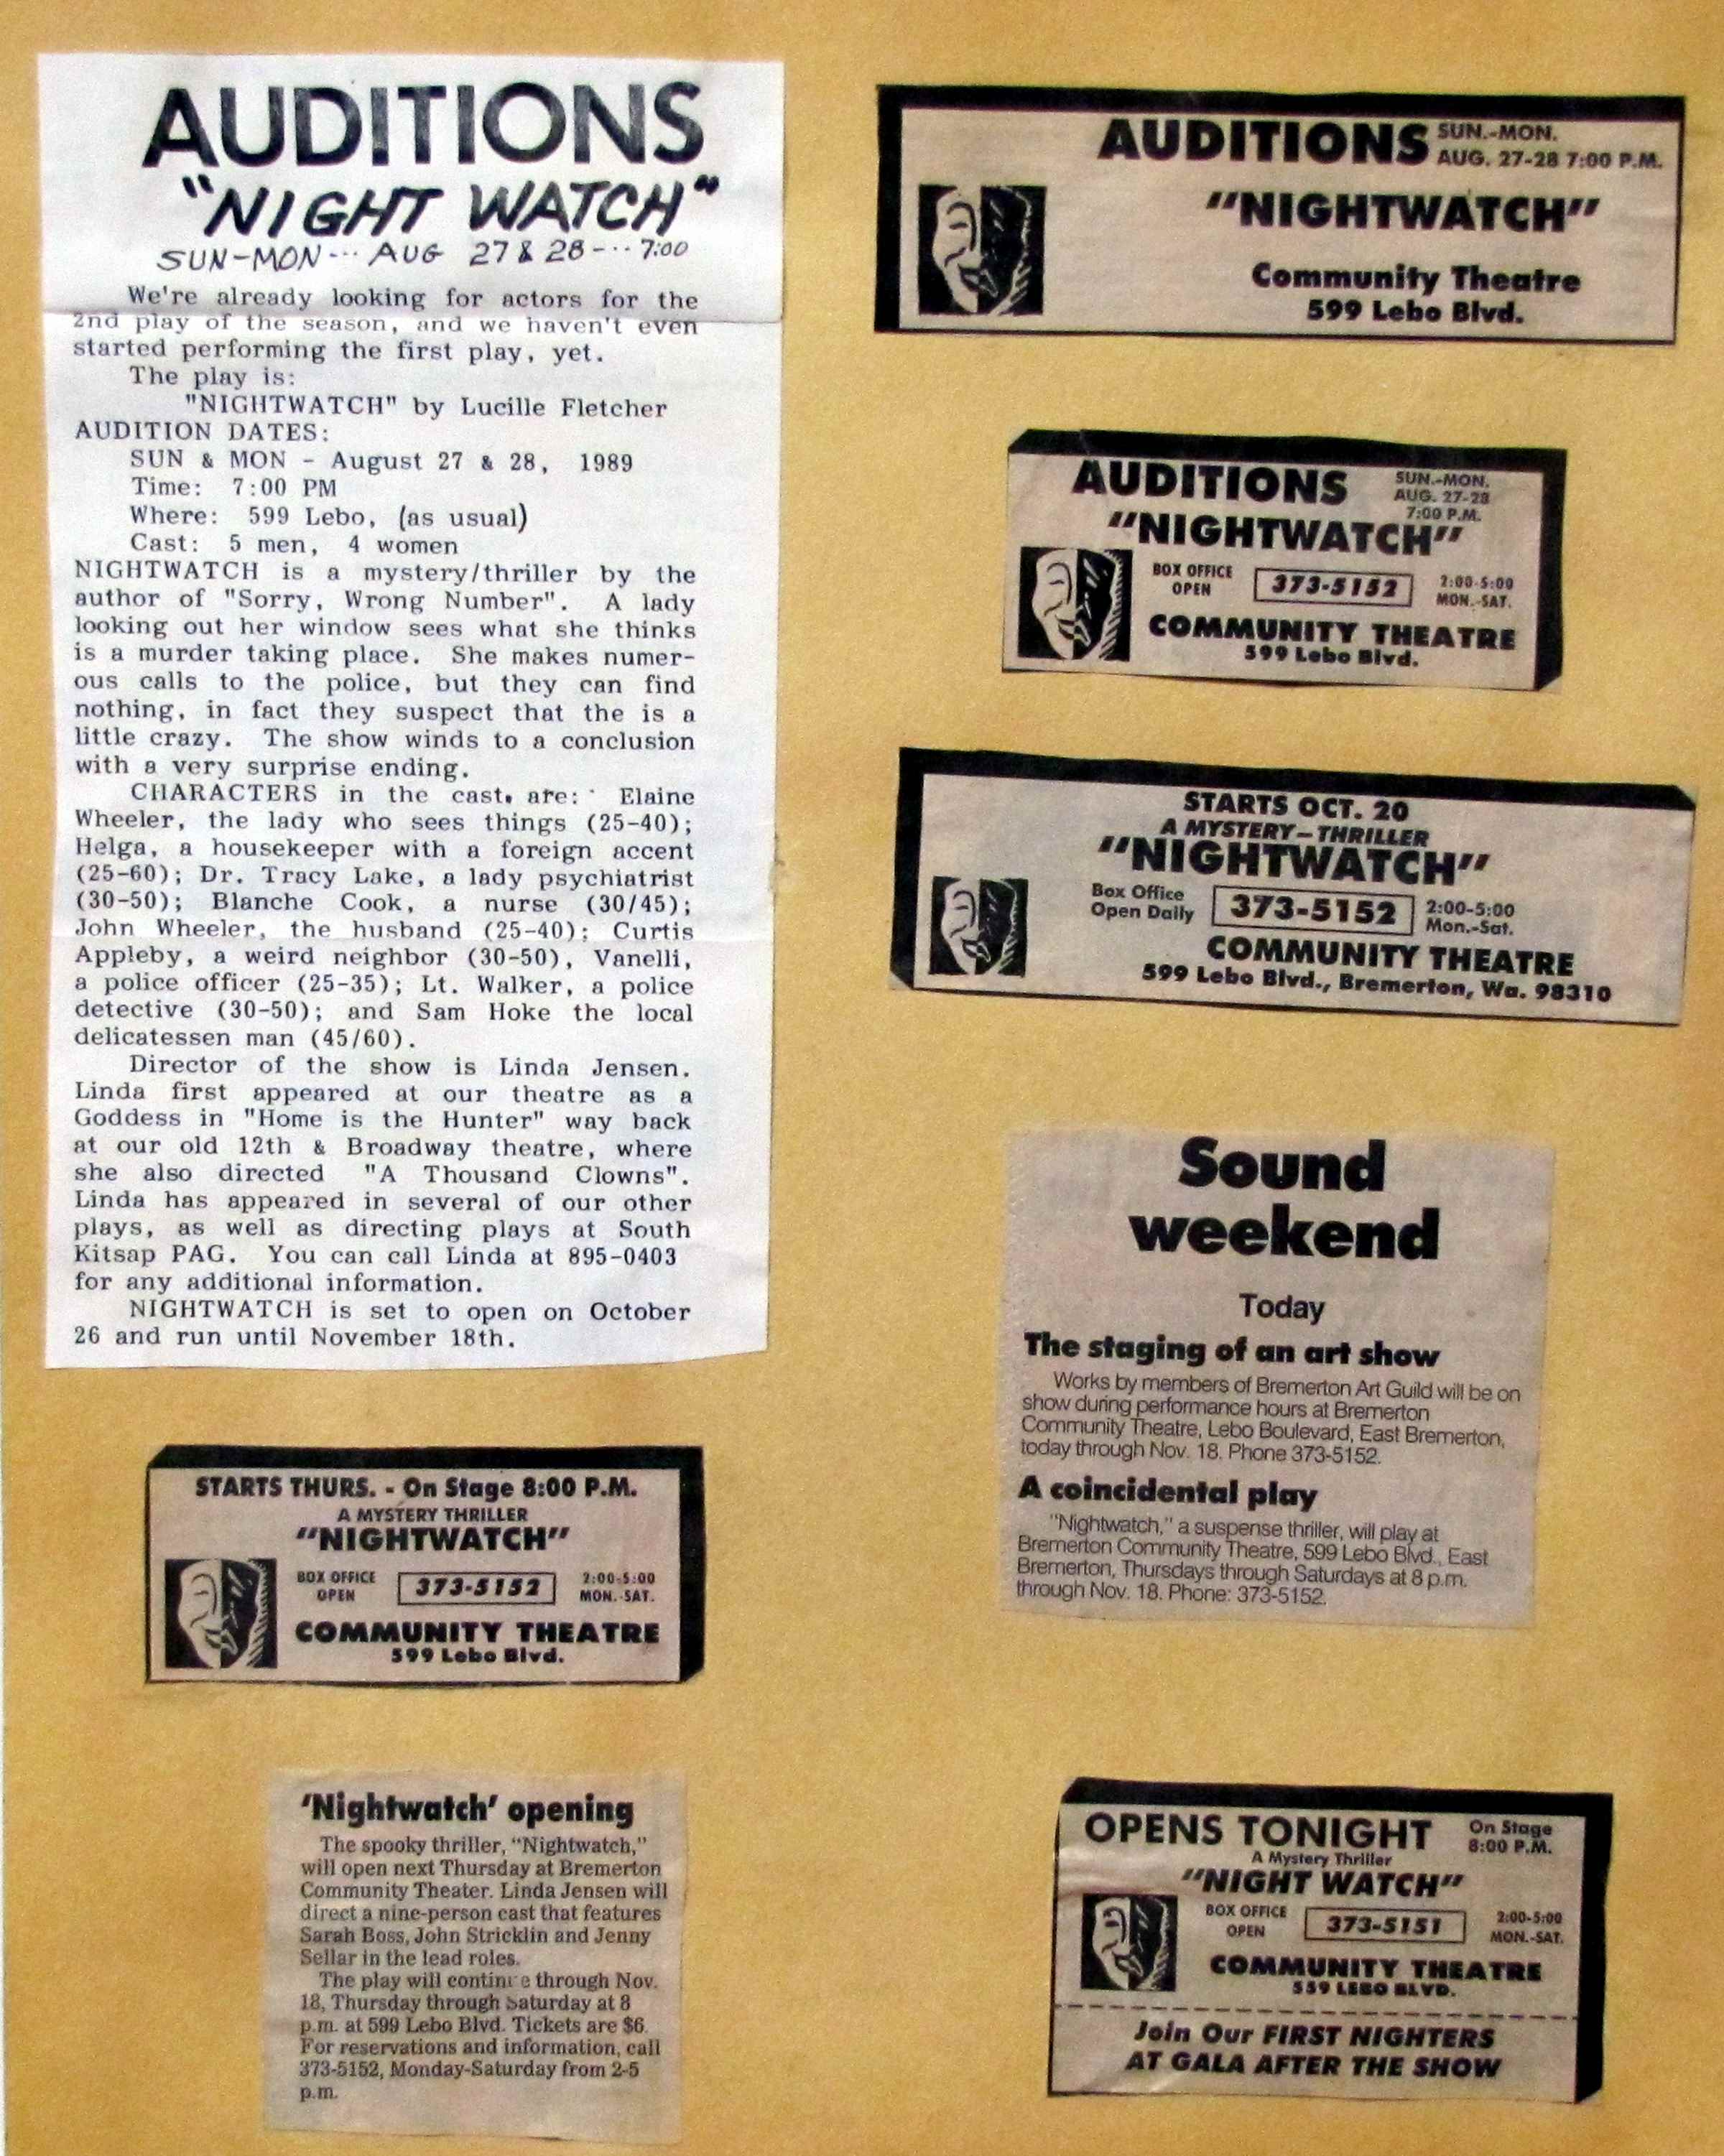 AUDITIONS
"NIGHT WATCH"
SUN-MON--- AUG 27 & 28 --- 7:00
We're already looking for actors for the
2nd play of the season, and we haven't even
started performing the first play, yet.
The play is:
"NIGHTWATCH" by Lucille Fletcher
AUDITION DATES:
SUN & MON - August 27 & 28, 1989
Time: 7:00 PM
Where: 599 Lebo, (as usual)
Cast: 5 men, 4 women
NIGHTWATCH is a mystery/thriller by the
author of "Sorry, Wrong Number". A lady
looking out her window sees what she thinks
is a murder taking place. She makes numer-
ous calls to the police, but they can find
nothing, in fact they suspect that the is a
little crazy. The show winds to a conclusion
with a very surprise ending.
CHARACTERS in the cast. are: Elaine
Wheeler, the lady who sees things (25-40);
Helga, a housekeeper with a foreign accent
(25-60); Dr. Tracy Lake, a lady psychiatrist
(30-50); Blanche Cook, a nurse (30/45);
John Wheeler, the husband (25-40); Curtis
Appleby, a weird neighbor (30-50), Vanelli,
a police officer (25-35); Lt. Walker, a police
detective (30-50); and Sam Hoke the local
delicatessen man (45/60).
Director of the show is Linda Jensen.
Linda first appeared at our theatre as a
Goddess in "Home is the Hunter" way back
at our old 12th & Broadway theatre, where
she also directed "A Thousand Clowns".
Linda has appeared in several of our other
plays, as well as directing plays at South
Kitsap PAG. You can call Linda at 895-0403
for any additional information.
NIGHTWATCH is set to open on October
26 and run until November 18th.
STARTS THURS. - On Stage 8:00 P.M.
A MYSTERY THRILLER
"NIGHTWATCH"
BOX OFFICE OPEN 373-5152 2:00-5:00 MON.-SAT.
COMMUNITY THEATRE
599 Lebo Blvd.
'Nightwatch' opening
The spooky thriller, "Nightwatch,"
will open next Thursday at Bremerton
Community Theater. Linda Jensen will
direct a nine-person cast that features
Sarah Boss, John Stricklin and Jenny
Sellar in the lead roles.
The play will continue through Nov.
18, Thursday through Saturday at 8
p.m. at 599 Lebo Blvd. Tickets are $6.
For reservations and information, call
373-5152, Monday-Saturday from 2-5
p.m.
AUDITIONS SUN.-MON.
AUG. 27-28 7:00 P.M.
"NIGHTWATCH"
Community Theatre
599 Lebo Blvd.
AUDITIONS SUN.-MON.
AUG. 27-28
7:00 P.M.
"NIGHTWATCH"
BOX OFFICE OPEN 373-5152 2:00-5:00 MON.-SAT.
COMMUNITY THEATRE
599 Lebo Blvd.
STARTS OCT. 20
A MYSTERY-THRILLER
"NIGHTWATCH"
Box Office Open Daily 373-5152 2:00-5:00 Mon.-Sat.
COMMUNITY THEATRE
599 Lebo Blvd., Bremerton, Wa. 98310
Sound
weekend
Today
The staging of an art show
Works by members of Bremerton Art Guild will be on
show during performance hours at Bremerton
Community Theatre, Lebo Boulevard, East Bremerton,
today through Nov. 18. Phone 373-5152.
A coincidental play
"Nightwatch," a suspense thriller, will play at
Bremerton Community Theatre, 599 Lebo Blvd., East
Bremerton, Thursdays through Saturdays at 8 p.m.
through Nov. 18. Phone: 373-5152.
OPENS TONIGHT On Stage
8:00 P.M.
A Mystery Thriller
"NIGHT WATCH"
BOX OFFICE OPEN 373-5151 2:00-5:00 MON.-SAT.
COMMUNITY THEATRE
559 LEBO BLVD.
Join Our FIRST NIGHTERS
AT GALA AFTER THE SHOW